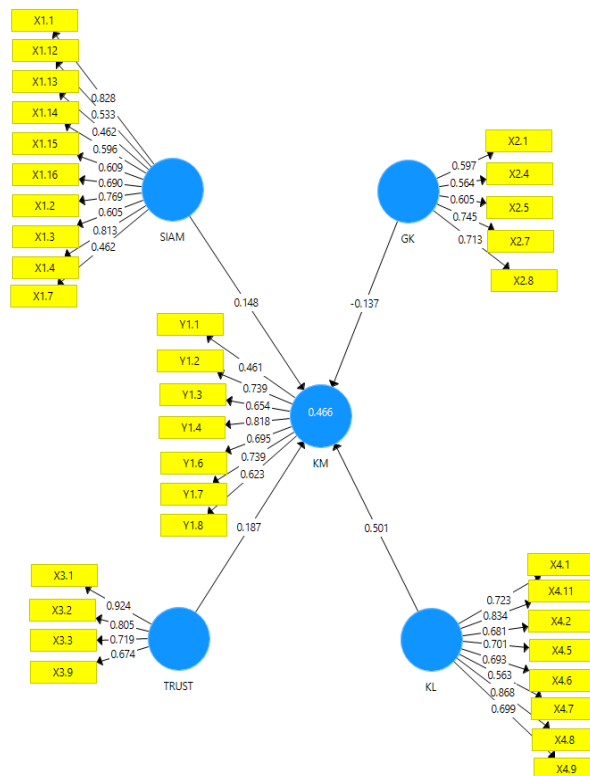 X1.1
X1.12
X1.13
X1.14
X1.15
X1.16
X1.2
X1.3
X1.4
X1.7
0.828
0.533
0.462
0.596
0.609
0.690
0.769
0.605
0.813
0.462
SIAM
X2.1
X2.4
X2.5
X2.7
X2.8
0.597
0.564
0.605
0.745
0.713
GK
0.148
-0.137
Y1.1
Y1.2
Y1.3
Y1.4
Y1.6
Y1.7
Y1.8
0.461
0.739
0.654
0.818
0.695
0.739
0.623
0.466
KM
0.187
0.501
X3.1
X3.2
X3.3
X3.9
0.924
0.805
0.719
0.674
TRUST
X4.1
X4.11
X4.2
X4.5
X4.6
X4.7
X4.8
X4.9
0.723
0.834
0.681
0.701
0.693
0.563
0.868
0.699
KL